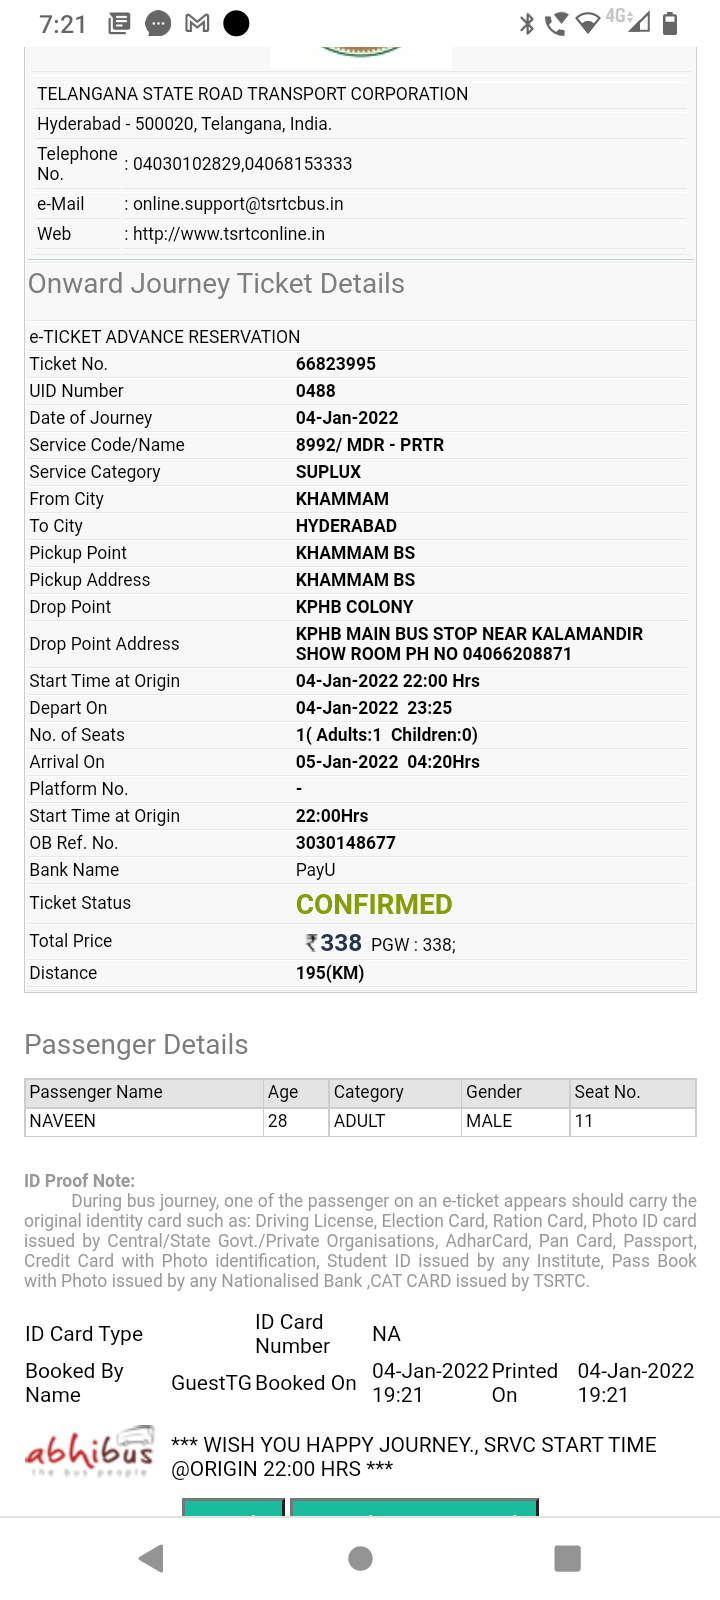 7:21
4G
TELANGANA STATE ROAD TRANSPORT CORPORATION
Hyderabad - 500020, Telangana, India.
Telephone No. : 04030102829,04068153333
e-Mail : online.support@tsrtcbus.in
Web : http://www.tsrtconline.in
Onward Journey Ticket Details
e-TICKET ADVANCE RESERVATION
Ticket No. 66823995
UID Number 0488
Date of Journey 04-Jan-2022
Service Code/Name 8992/ MDR - PRTR
Service Category SUPLUX
From City KHAMMAM
To City HYDERABAD
Pickup Point KHAMMAM BS
Pickup Address KHAMMAM BS
Drop Point KPHB COLONY
Drop Point Address KPHB MAIN BUS STOP NEAR KALAMANDIR
SHOW ROOM PH NO 04066208871
Start Time at Origin 04-Jan-2022 22:00 Hrs
Depart On 04-Jan-2022 23:25
No. of Seats 1( Adults:1 Children:0)
Arrival On 05-Jan-2022 04:20Hrs
Platform No. -
Start Time at Origin 22:00Hrs
OB Ref. No. 3030148677
Bank Name PayU
Ticket Status CONFIRMED
Total Price ₹338 PGW : 338;
Distance 195(KM)
Passenger Details
Passenger Name Age Category Gender Seat No.
NAVEEN 28 ADULT MALE 11
ID Proof Note:
During bus journey, one of the passenger on an e-ticket appears should carry the
original identity card such as: Driving License, Election Card, Ration Card, Photo ID card
issued by Central/State Govt./Private Organisations, AdharCard, Pan Card, Passport,
Credit Card with Photo identification, Student ID issued by any Institute, Pass Book
with Photo issued by any Nationalised Bank ,CAT CARD issued by TSRTC.
ID Card Type ID Card Number NA
Booked By Name GuestTG Booked On 04-Jan-2022 19:21 Printed On 04-Jan-2022 19:21
abhibus
the bus people
*** WISH YOU HAPPY JOURNEY., SRVC START TIME
@ORIGIN 22:00 HRS ***